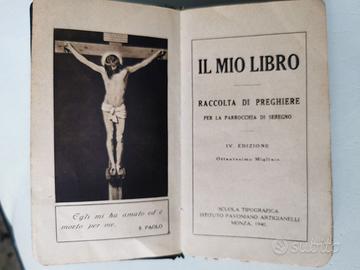 Egli mi ha amato ed è
morto per me.
S. PAOLO
IL MIO LIBRO
RACCOLTA DI PREGHIERE
PER LA PARROCCHIA DI SEREGNO
IV. EDIZIONE
Ottantesimo Migliaio
SCUOLA TIPOGRAFICA
ISTITUTO PAVONIANO ARTIGIANELLI
MONZA, 1940
subito